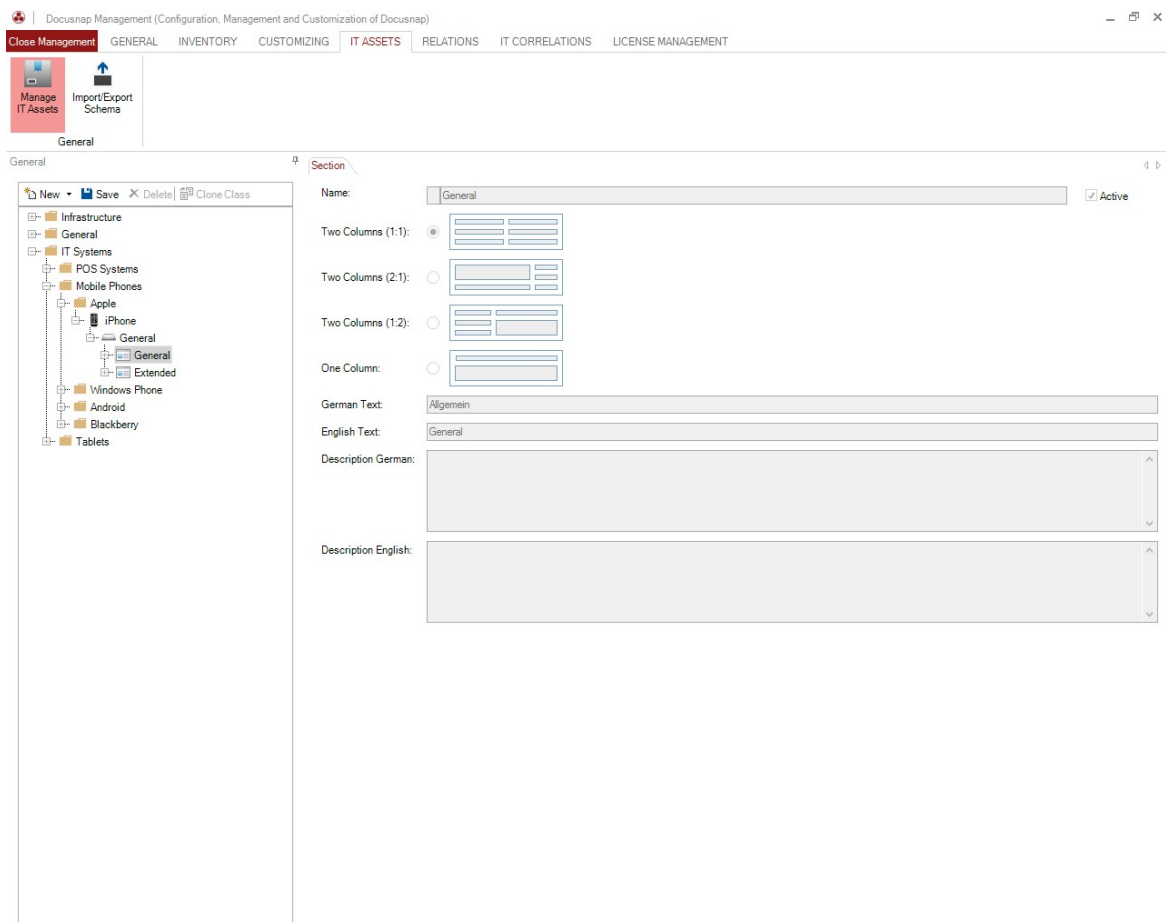 Docusnap Management (Configuration, Management and Customization of Docusnap)
Close Management GENERAL INVENTORY CUSTOMIZING IT ASSETS RELATIONS IT CORRELATIONS LICENSE MANAGEMENT
Manage IT Assets
Import/Export Schema
General
General
New Save Delete Clone Class
Infrastructure
General
IT Systems
POS Systems
Mobile Phones
Apple
iPhone
General
General
Extended
Windows Phone
Android
Blackberry
Tablets
Section
Name: General Active
Two Columns (1:1):
Two Columns (2:1):
Two Columns (1:2):
One Column:
German Text: Allgemein
English Text: General
Description German:
Description English: